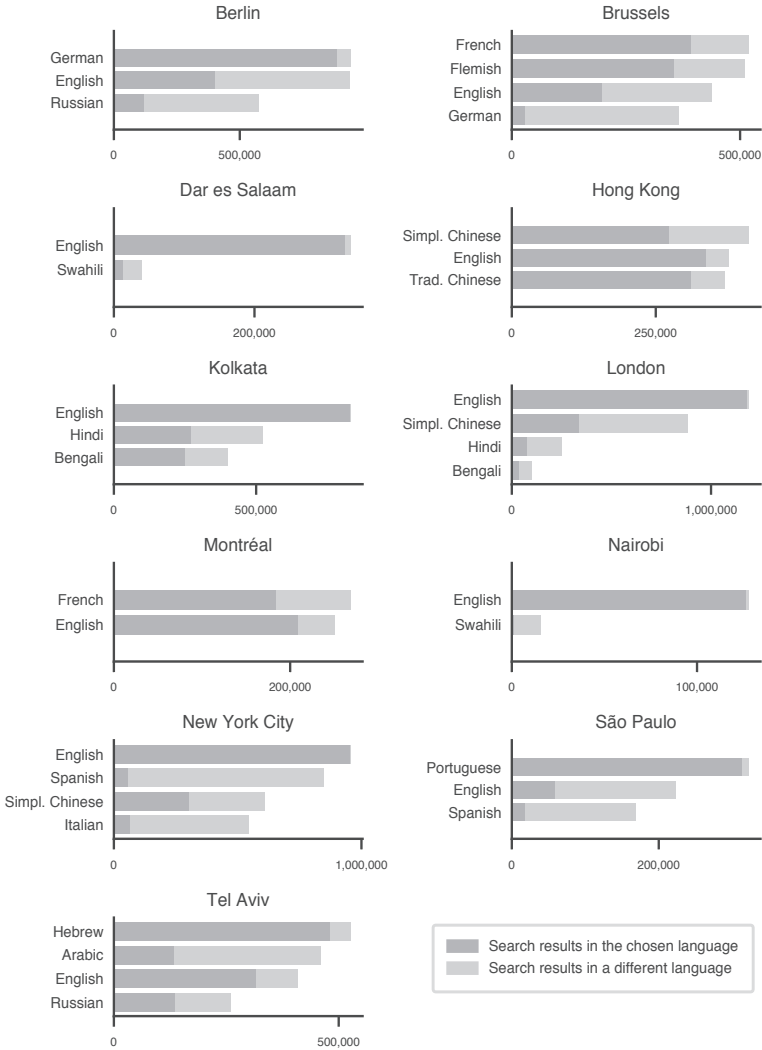 Berlin
German
English
Russian
0
500,000
Brussels
French
Flemish
English
German
0
500,000
Dar es Salaam
English
Swahili
0
200,000
Hong Kong
Simpl. Chinese
English
Trad. Chinese
0
250,000
Kolkata
English
Hindi
Bengali
0
500,000
London
English
Simpl. Chinese
Hindi
Bengali
0
1,000,000
Montréal
French
English
0
200,000
Nairobi
English
Swahili
0
100,000
New York City
English
Spanish
Simpl. Chinese
Italian
0
1,000,000
São Paulo
Portuguese
English
Spanish
0
200,000
Tel Aviv
Hebrew
Arabic
English
Russian
0
500,000
Search results in the chosen language
Search results in a different language